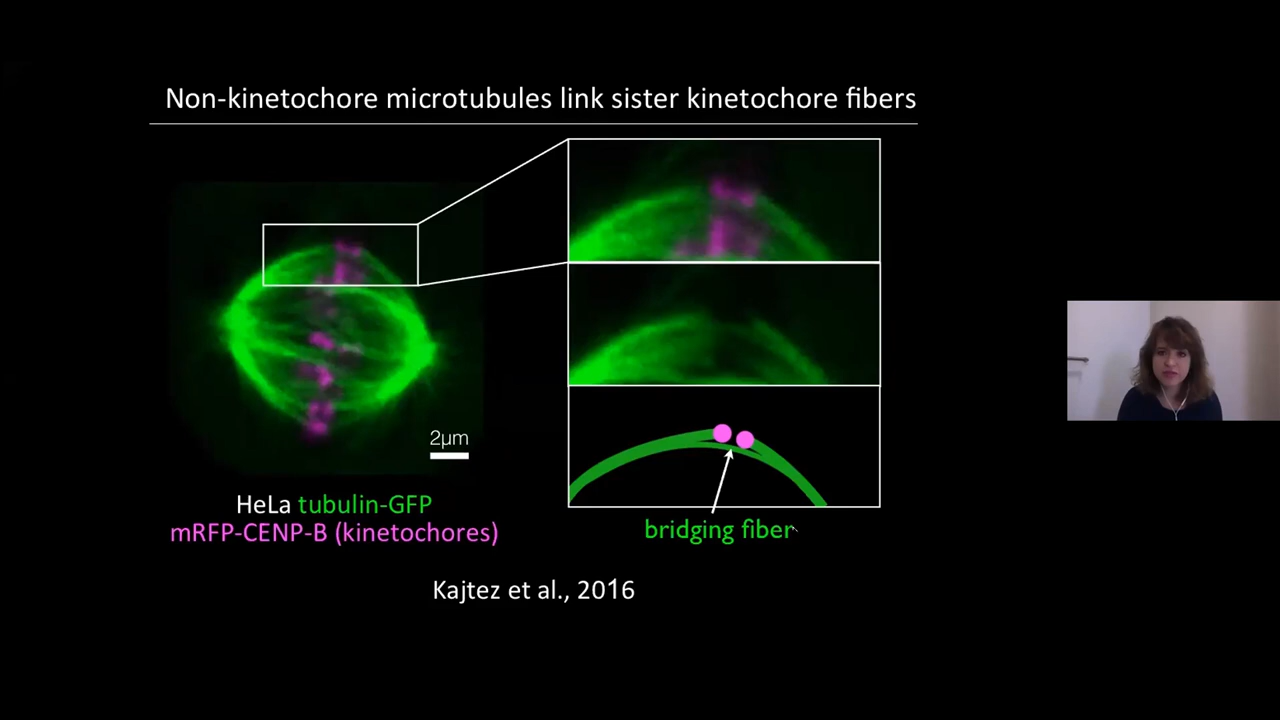 Non-kinetochore microtubules link sister kinetochore fibers
2μm
HeLa tubulin-GFP
mRFP-CENP-B (kinetochores)
bridging fiber
Kajtez et al., 2016